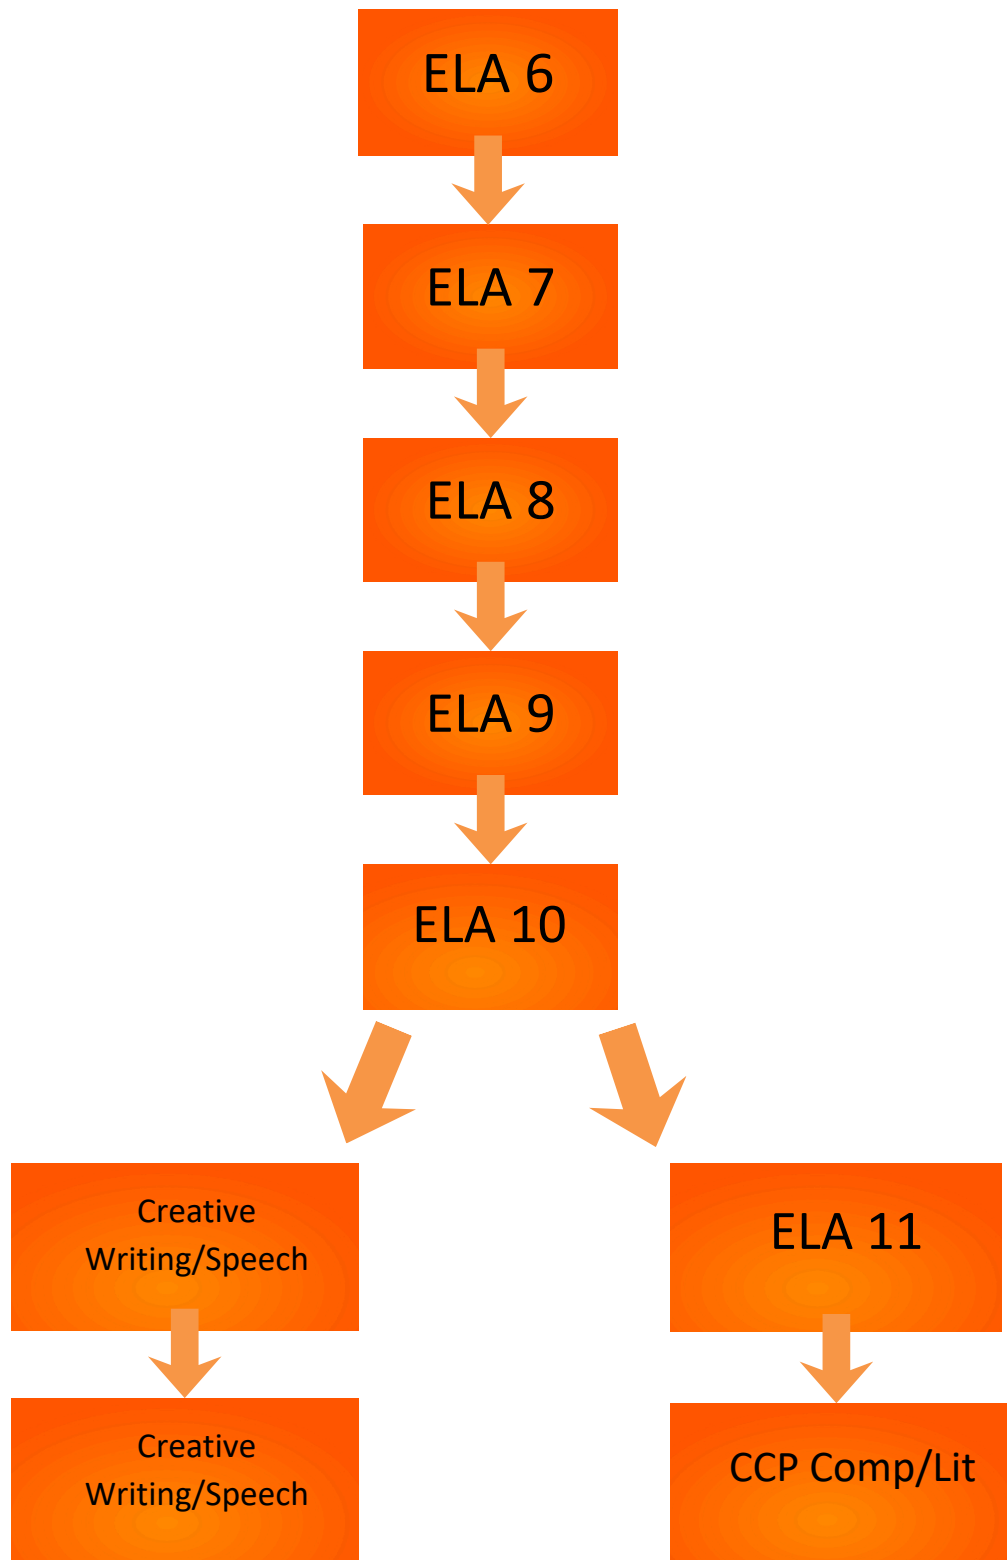 ELA 6
ELA 7
ELA 8
ELA 9
ELA 10
Creative
Writing/Speech
ELA 11
Creative
Writing/Speech
CCP Comp/Lit